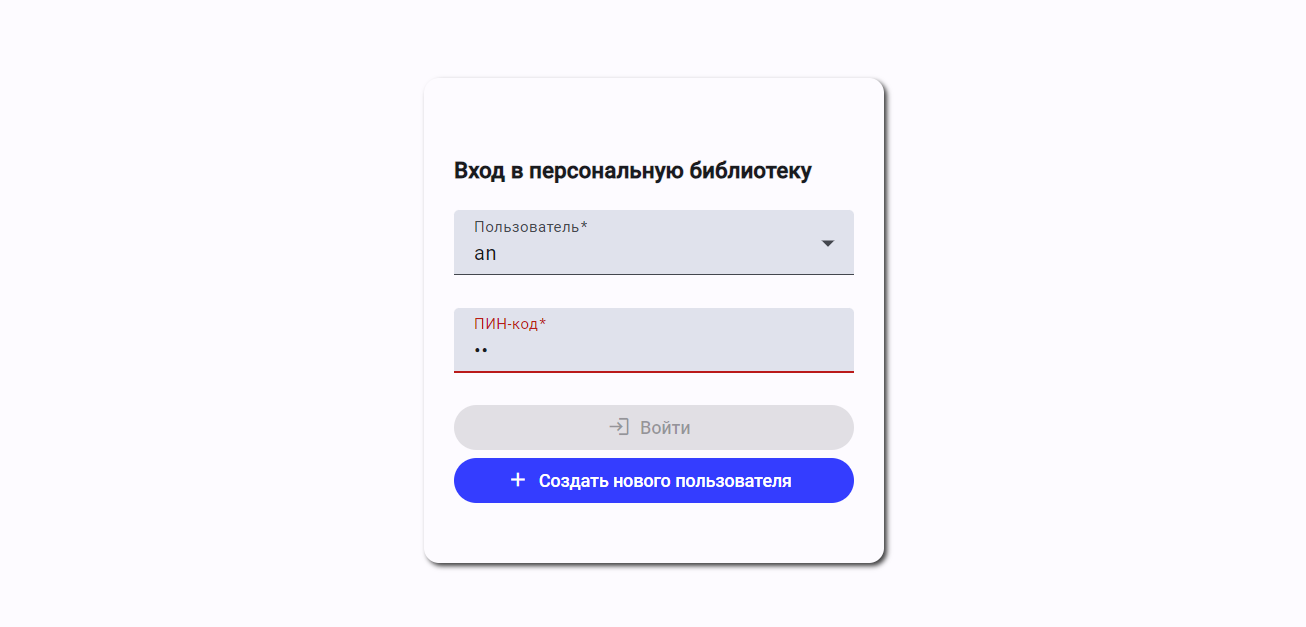 Вход в персональную библиотеку
Пользователь*
an
ПИН-код*
••
Войти
Создать нового пользователя